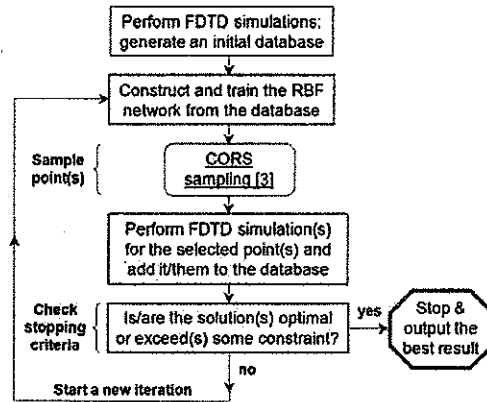 Perform FDTD simulations:
generate an initial database
Construct and train the RBF
network from the database
Sample
point(s)
CORS
sampling [3]
Perform FDTD simulation(s)
for the selected point(s) and
add it/them to the database
Check
stopping
criteria
Is/are the solution(s) optimal
or exceed(s) some constraint?
yes
Stop &
output the
best result
no
Start a new iteration